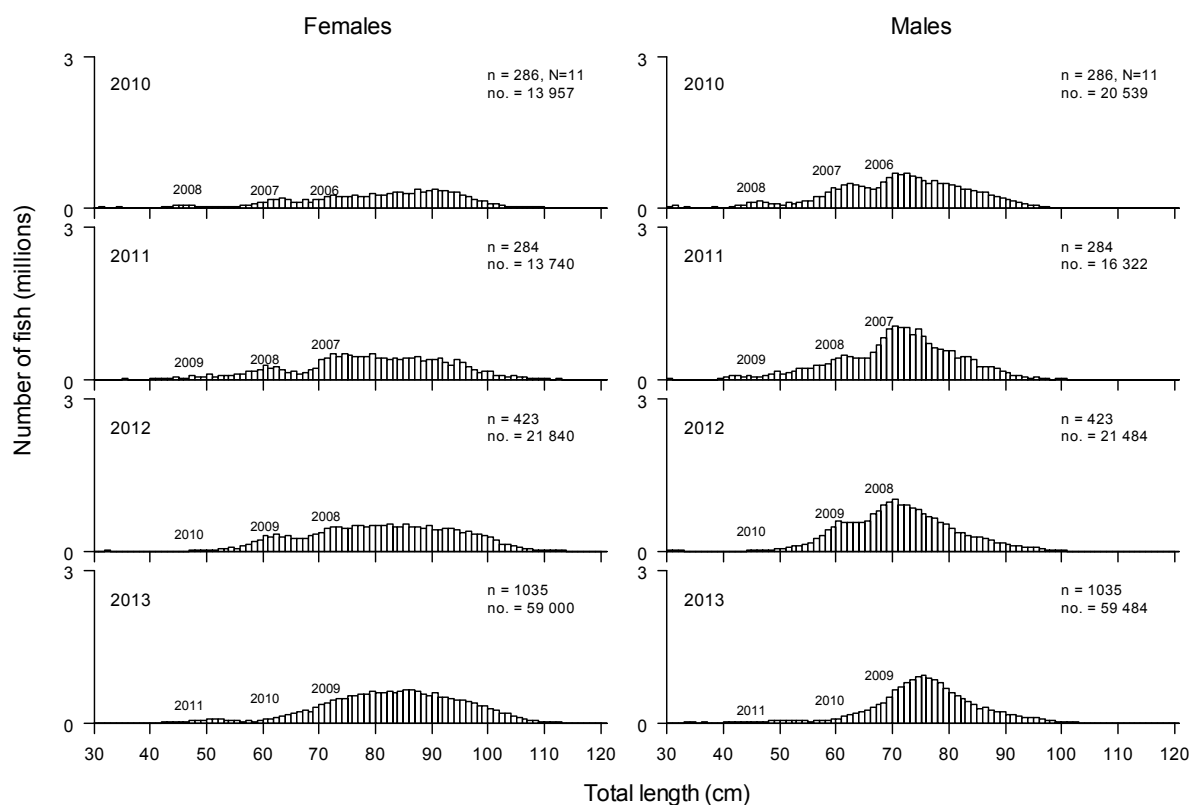 Females
Males
Number of fish (millions)
3
2010
n = 286, N=11
no. = 13 957
2008
2007
2006
0
2010
n = 286, N=11
no. = 20 539
2008
2007
2006
0
3
2011
n = 284
no. = 13 740
2009
2008
2007
0
3
2011
n = 284
no. = 16 322
2009
2008
2007
0
3
2012
n = 423
no. = 21 840
2010
2009
2008
0
3
2012
n = 423
no. = 21 484
2010
2009
2008
0
3
2013
n = 1035
no. = 59 000
2011
2010
2009
0
3
2013
n = 1035
no. = 59 484
2011
2010
2009
0
3
30 40 50 60 70 80 90 100 110 120
30 40 50 60 70 80 90 100 110 120
Total length (cm)